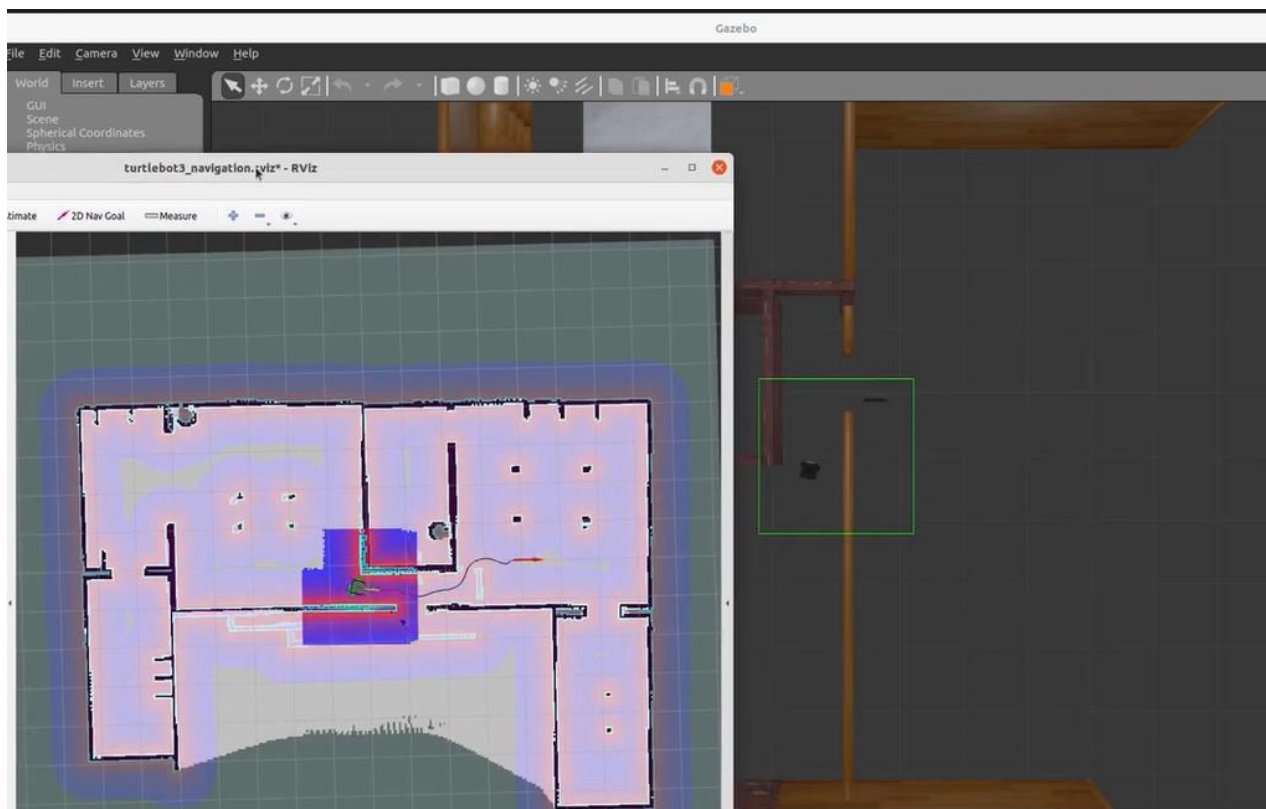 Gazebo
File Edit Camera View Window Help
World Insert Layers
GUI
Scene
Spherical Coordinates
Physics
turtlebot3_navigation.rviz* - RViz
timate 2D Nav Goal Measure